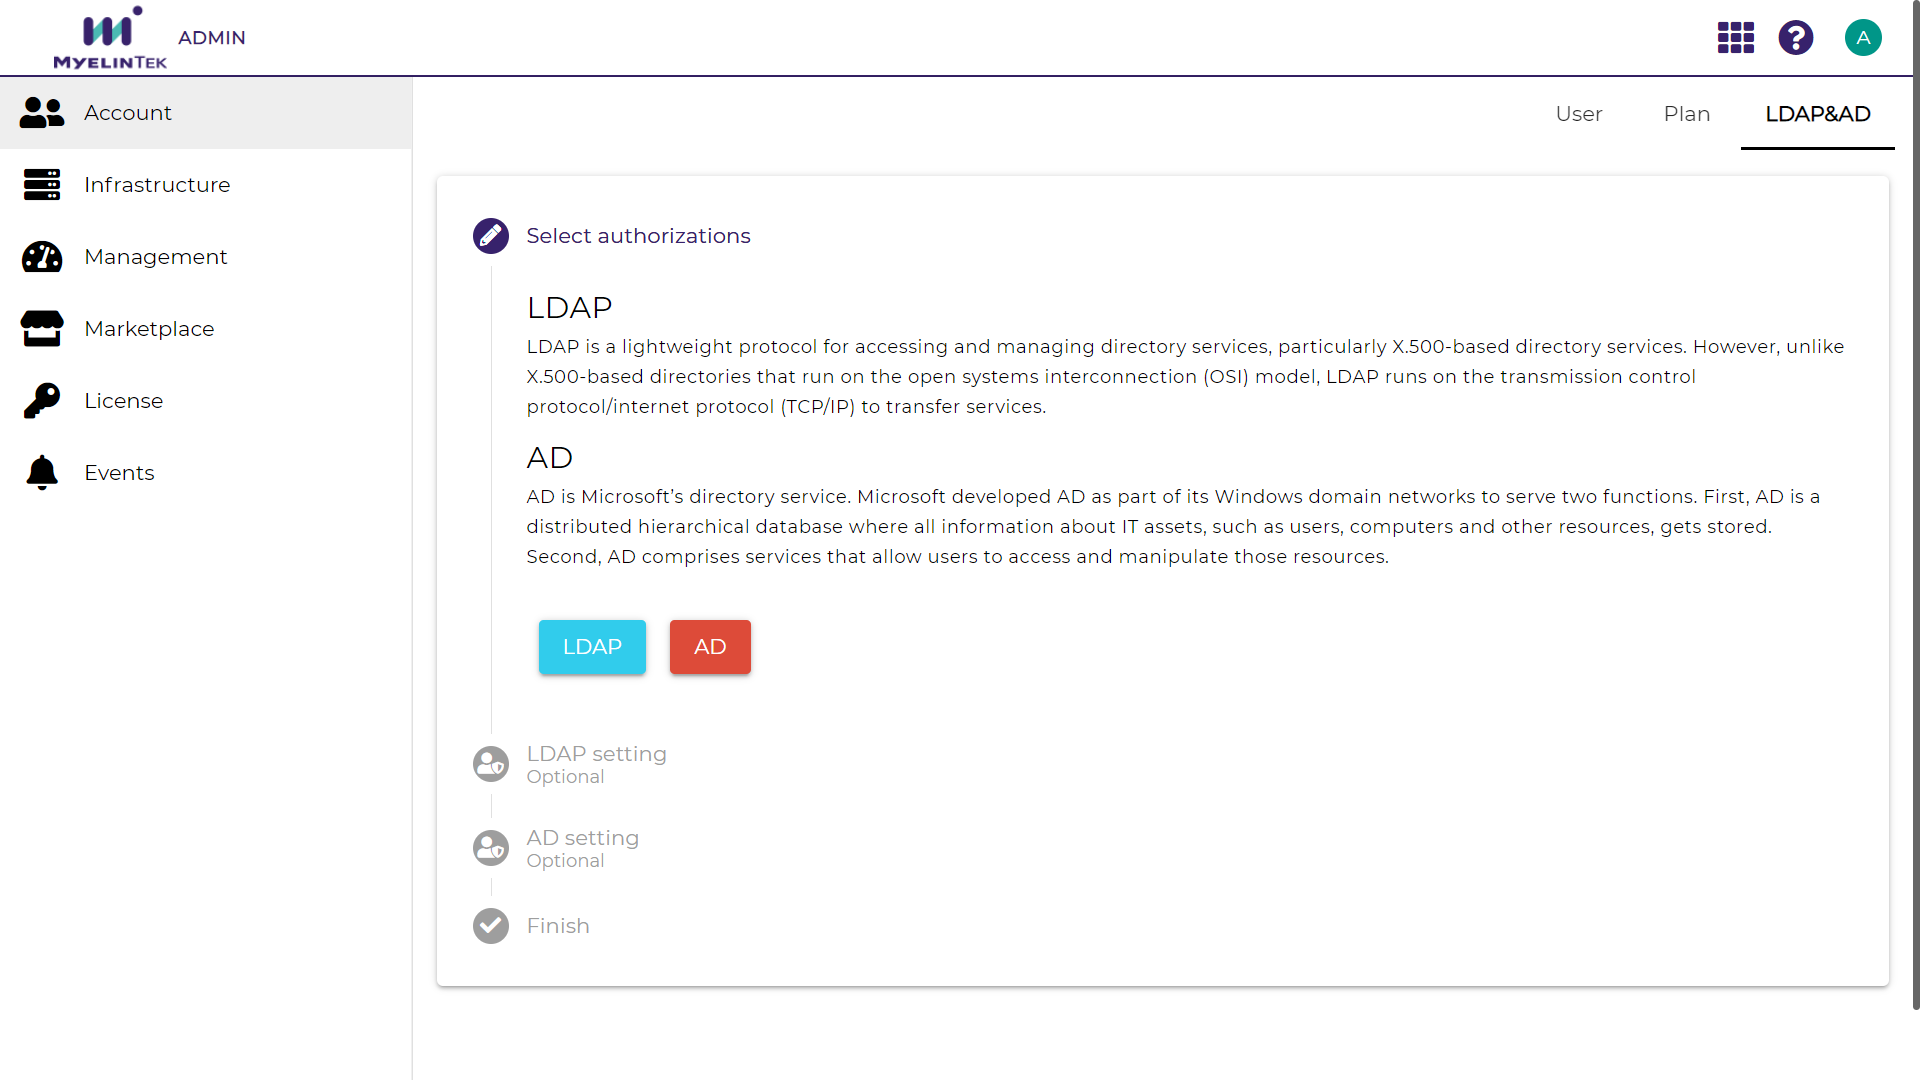 MYELINTEK
ADMIN
A
Account
Infrastructure
Management
Marketplace
License
Events
User
Plan
LDAP&AD
Select authorizations
LDAP
LDAP is a lightweight protocol for accessing and managing directory services, particularly X.500-based directory services. However, unlike
X.500-based directories that run on the open systems interconnection (OSI) model, LDAP runs on the transmission control
protocol/internet protocol (TCP/IP) to transfer services.
AD
AD is Microsoft’s directory service. Microsoft developed AD as part of its Windows domain networks to serve two functions. First, AD is a
distributed hierarchical database where all information about IT assets, such as users, computers and other resources, gets stored.
Second, AD comprises services that allow users to access and manipulate those resources.
LDAP
AD
LDAP setting
Optional
AD setting
Optional
Finish